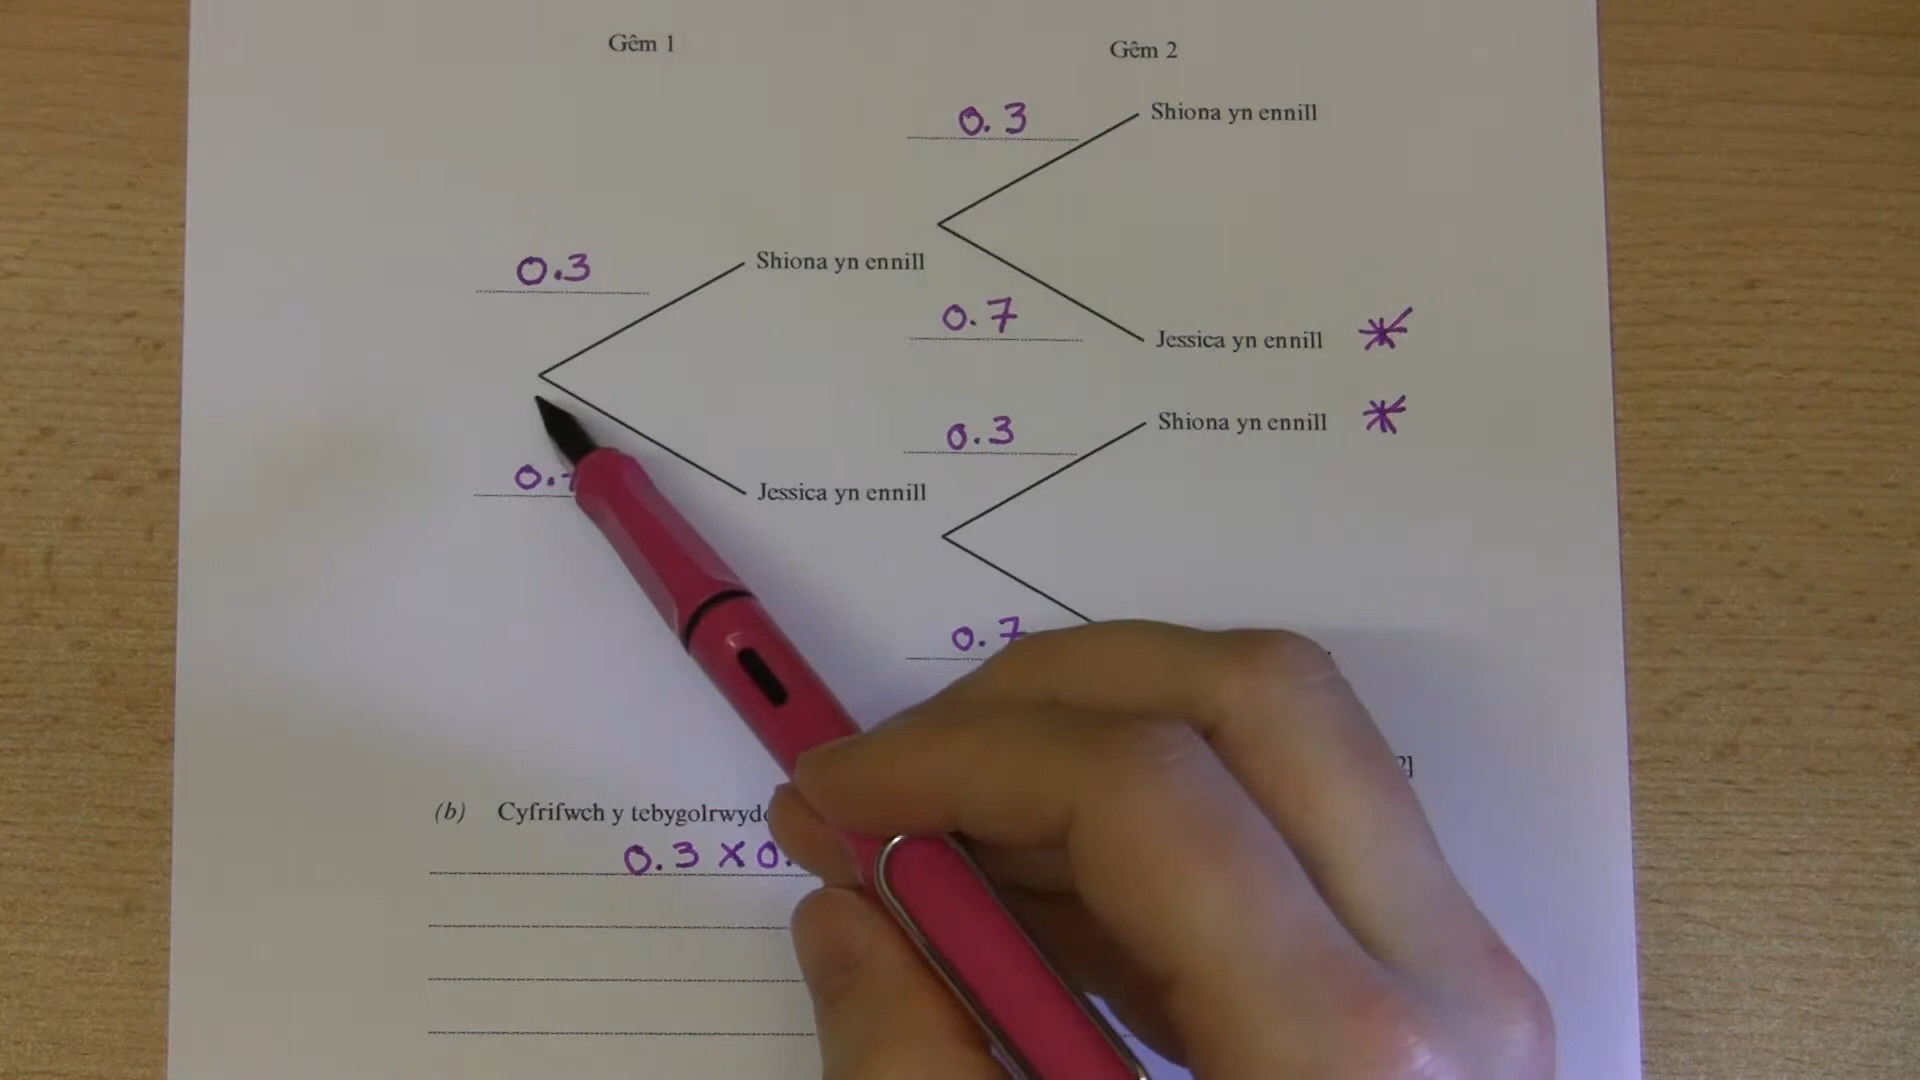 Gêm 1
Gêm 2
0.3
Shiona yn ennill
0.3
Shiona yn ennill
0.7
Jessica yn ennill *
0.3
Shiona yn ennill *
Jessica yn ennill
0.7
(b) Cyfrifwch y
0.3 × 0.